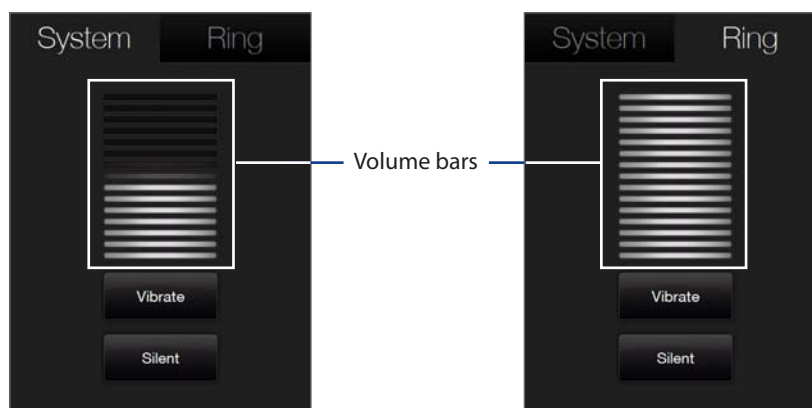 System Ring
System Ring
Volume bars
Vibrate
Silent
Vibrate
Silent